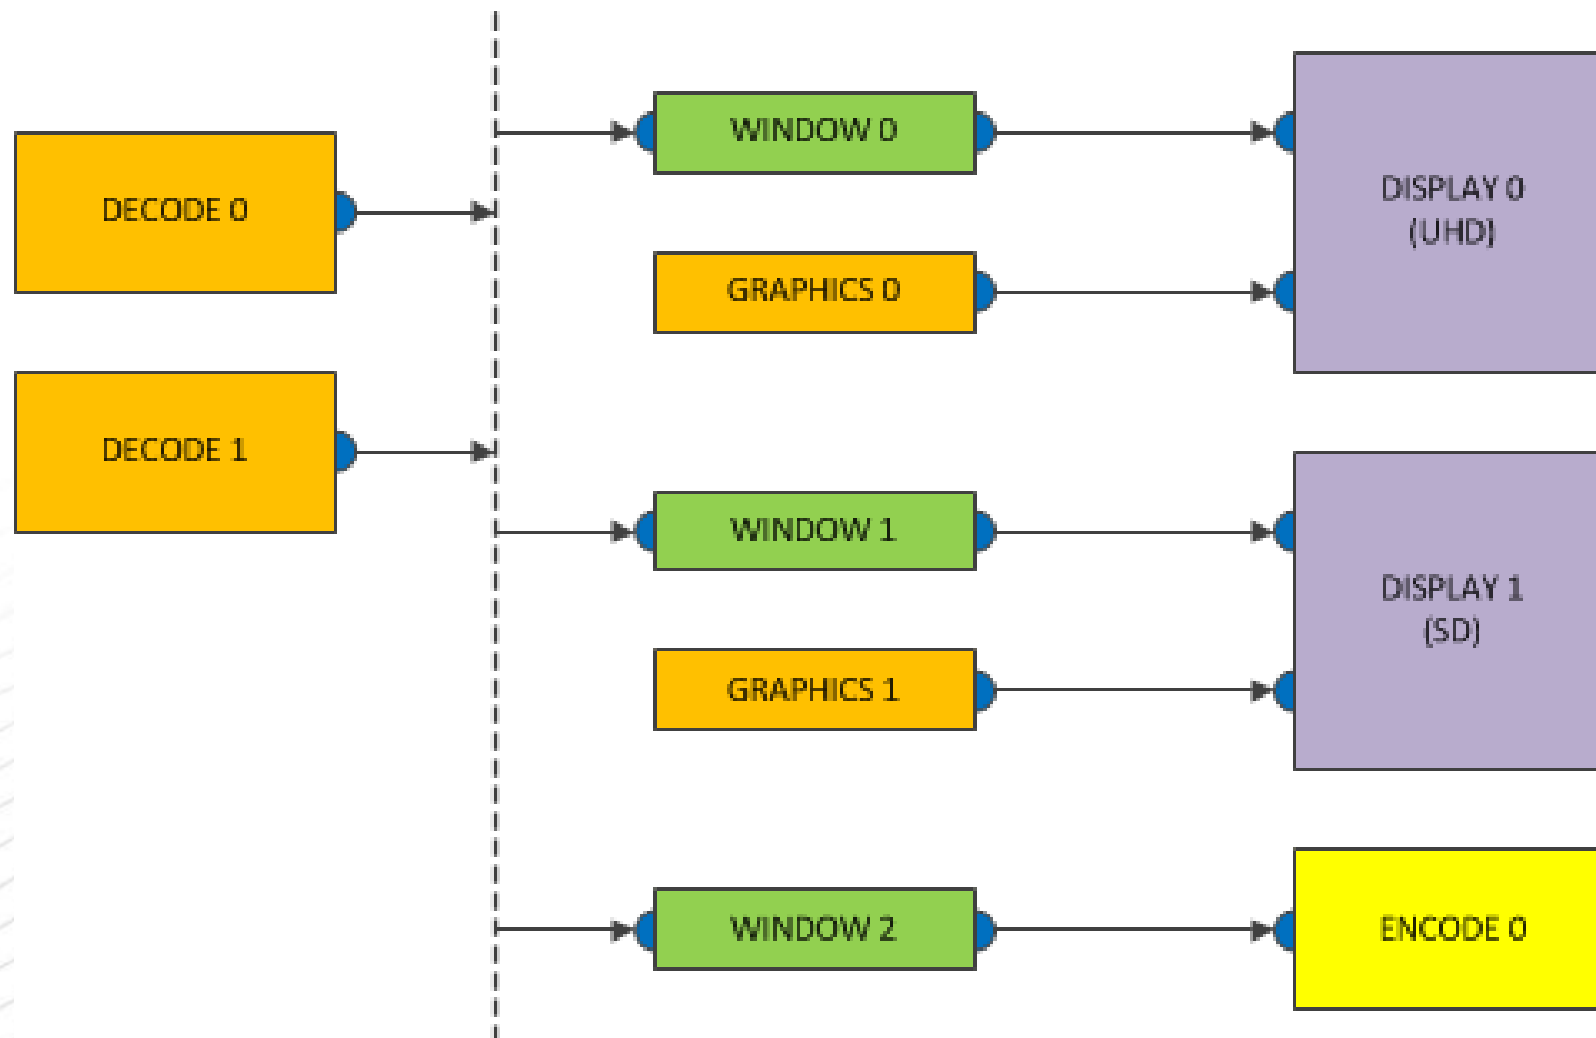 DECODE 0
DECODE 1
WINDOW 0
GRAPHICS 0
WINDOW 1
GRAPHICS 1
WINDOW 2
DISPLAY 0
(UHD)
DISPLAY 1
(SD)
ENCODE 0